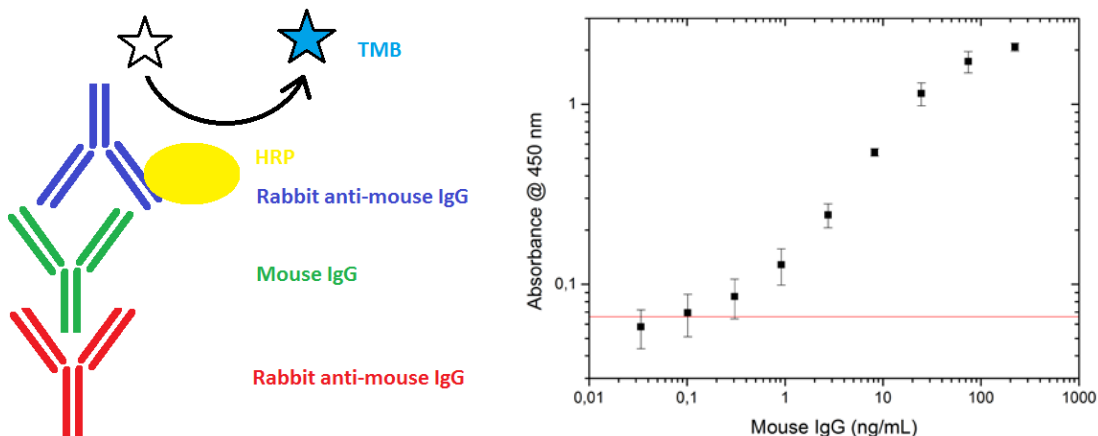 TMB
HRP
Rabbit anti-mouse IgG
Mouse IgG
Rabbit anti-mouse IgG
Absorbance @ 450 nm
1
0,1
0,01 0,1 1 10 100 1000
Mouse IgG (ng/mL)